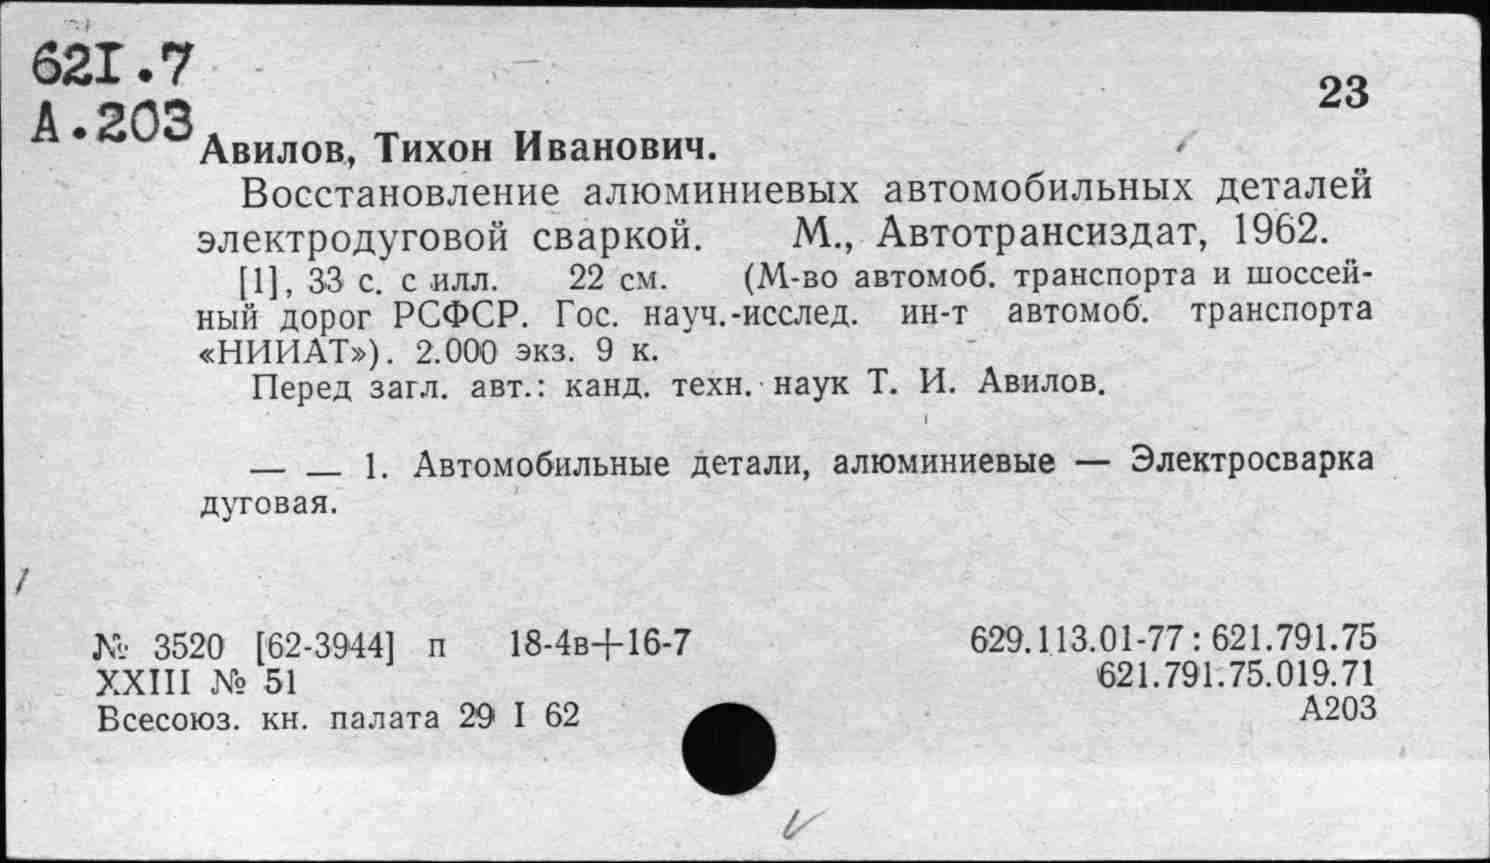 621.7
23
А.203
Авилов, Тихон Иванович.
Восстановление алюминиевых автомобильных деталей
электродуговой сваркой. М., Автотрансиздат, 1962.
[1], 33 с. с илл. 22 см. (М-во автомоб. транспорта и шоссей-
ный дорог РСФСР. Гос. науч.-исслед. ин-т автомоб. транспорта
«НИИАТ»). 2.000 экз. 9 к.
Перед загл. авт.: канд. техн. наук Т. И. Авилов.
— — 1. Автомобильные детали, алюминиевые — Электросварка
дуговая.
№ 3520 [62-3944] п 18-4в+16-7 629.113.01-77 : 621.791.75
XXIII № 51 621.791.75.019.71
Всесоюз. кн. палата 29 I 62 А203